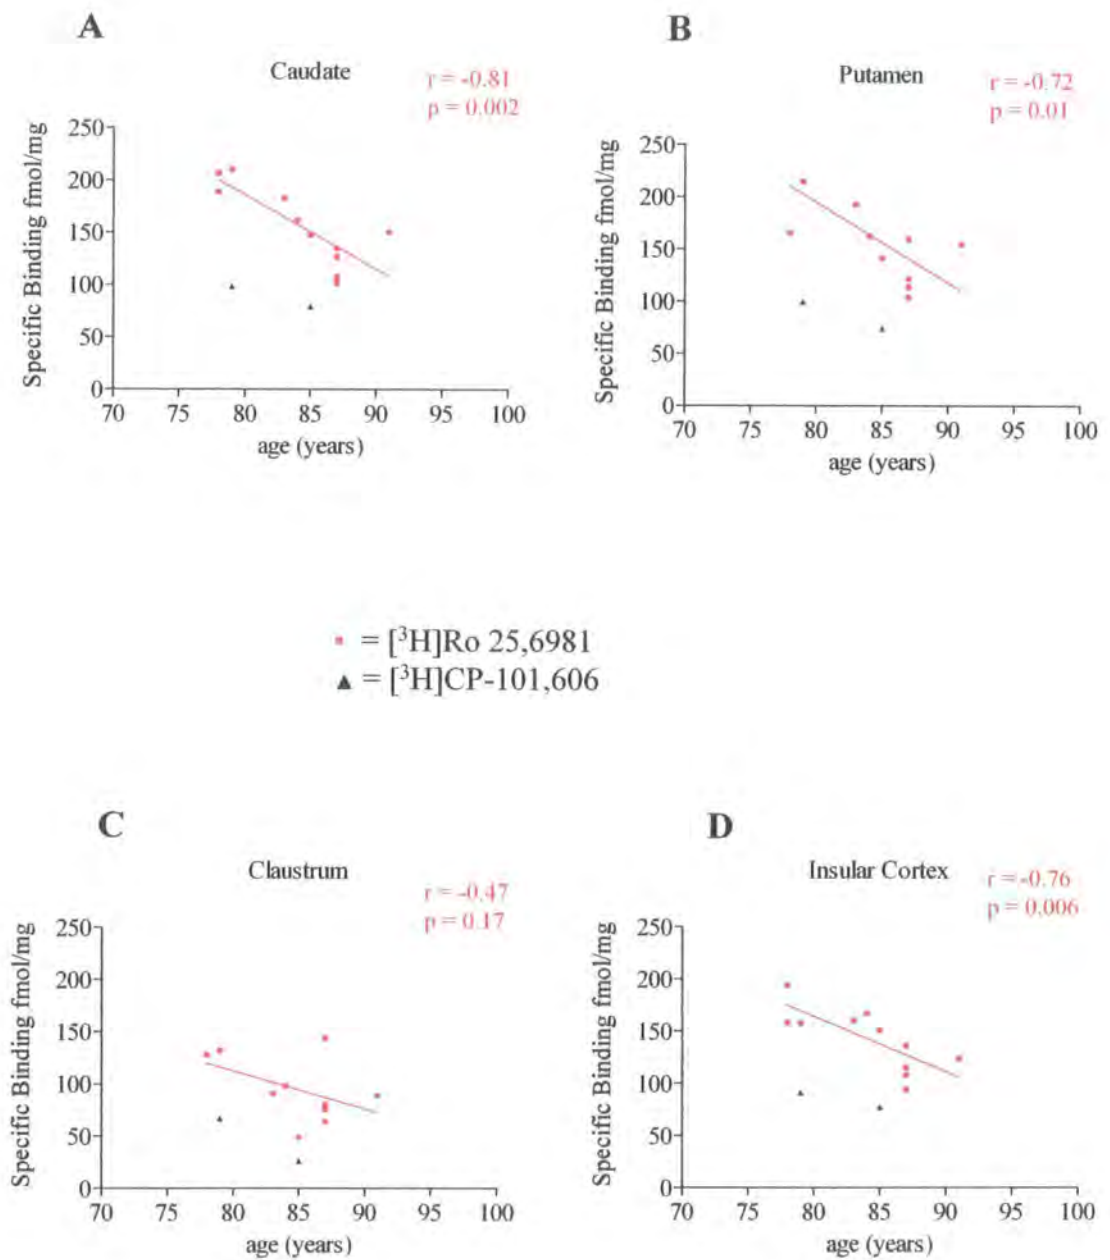 A
Caudate
r = -0.81
p = 0.002
Specific Binding fmol/mg
250
200
150
100
50
0
70 75 80 85 90 95 100
age (years)
B
Putamen
r = -0.72
p = 0.01
Specific Binding fmol/mg
250
200
150
100
50
0
70 75 80 85 90 95 100
age (years)
= [³H]Ro 25,6981
= [³H]CP-101,606
C
Claustrum
r = -0.47
p = 0.17
Specific Binding fmol/mg
250
200
150
100
50
0
70 75 80 85 90 95 100
age (years)
D
Insular Cortex
r = -0.76
p = 0.006
Specific Binding fmol/mg
250
200
150
100
50
0
70 75 80 85 90 95 100
age (years)